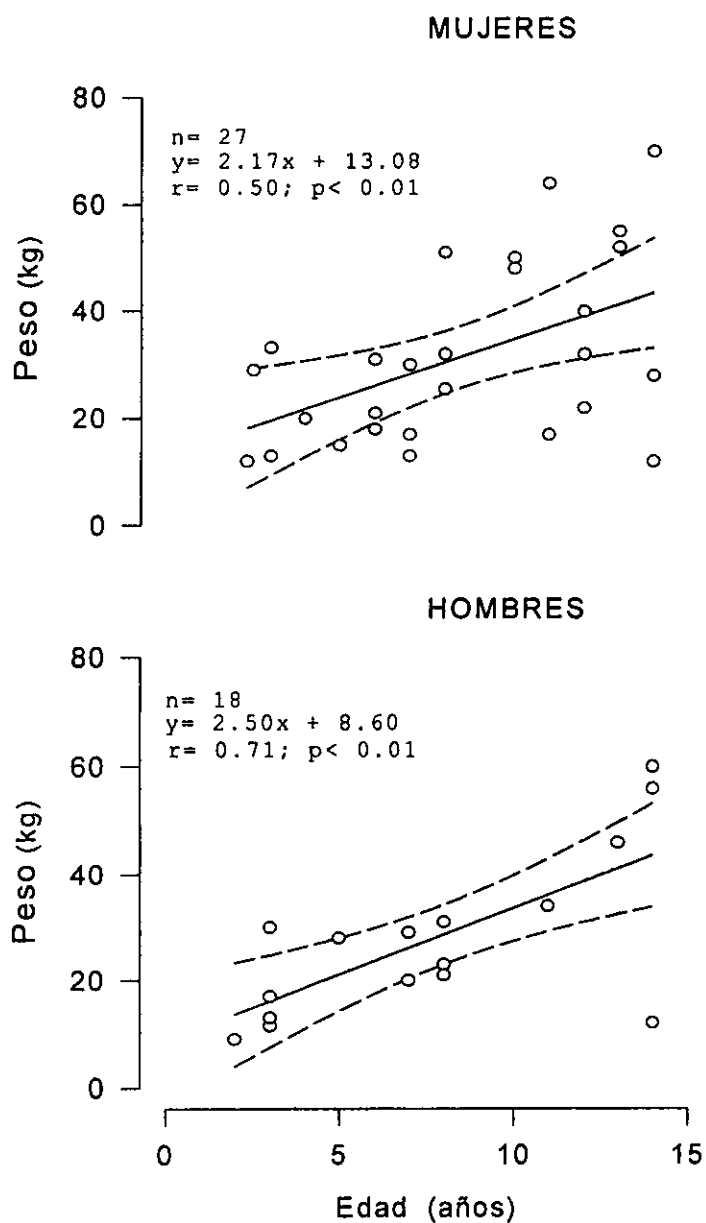 MUJERES
80
60
40
20
0
Peso (kg)
n= 27
y= 2.17x + 13.08
r= 0.50; p< 0.01
HOMBRES
80
60
40
20
0
Peso (kg)
n= 18
y= 2.50x + 8.60
r= 0.71; p< 0.01
0 5 10 15
Edad (años)